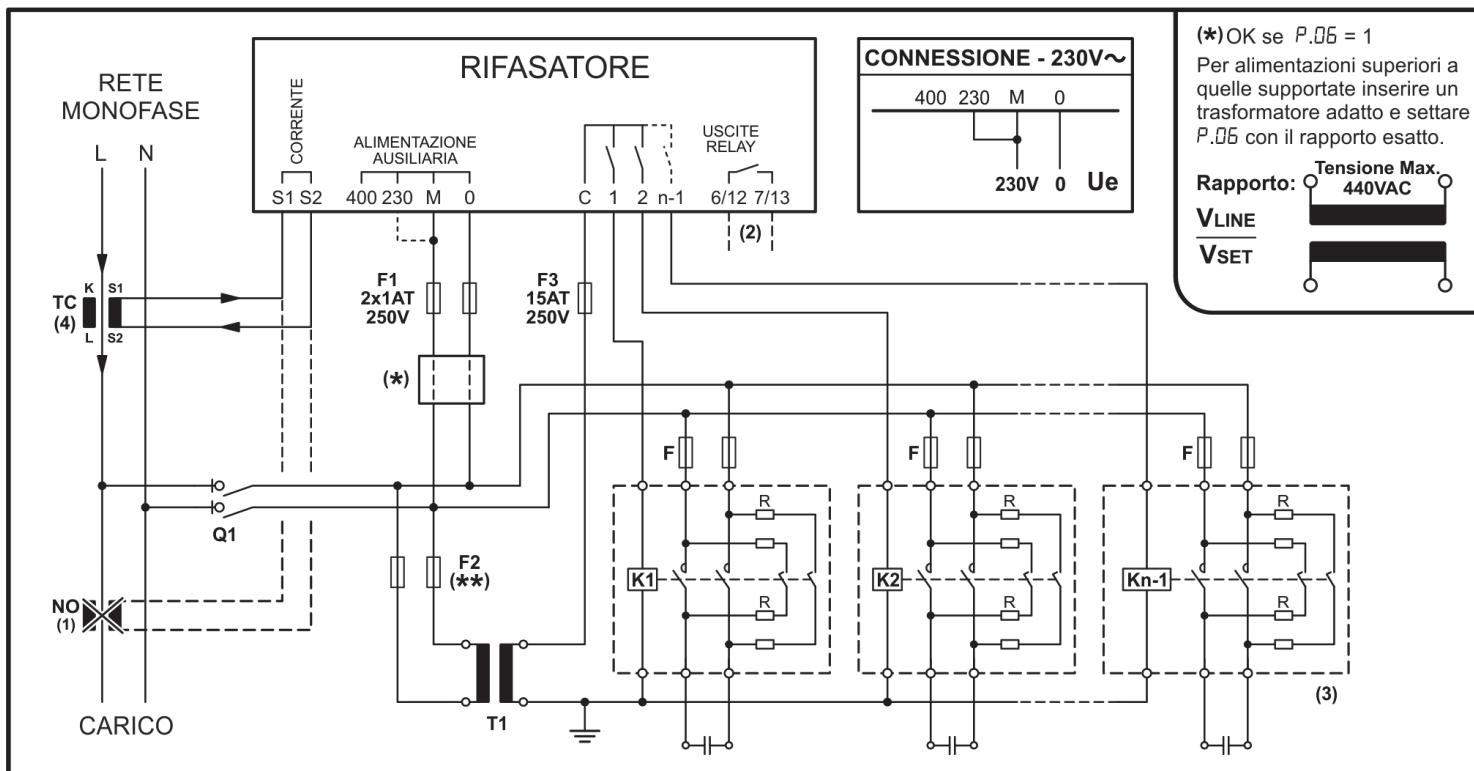 RETE
MONOFASE
L N
RIFASATORE
CORRENTE
ALIMENTAZIONE
AUSILIARIA
USCITE
RELAY
S1 S2 400 230 M 0 C 1 2 n-1 6/12 7/13
(2)
CONNESSIONE - 230V~
400 230 M 0
230V 0 Ue
(*) OK se P.06 = 1
Per alimentazioni superiori a
quelle supportate inserire un
trasformatore adatto e settare
P.06 con il rapporto esatto.
Rapporto:
Tensione Max.
440VAC
VLINE
VSET
F1
2x1AT
250V
F3
15AT
250V
K S1
TC
(4)
L S2
(*)
F F F
Q1
F2
(**)
R R R
K1 K2 Kn-1
R R R
NO
(1)
T1
(3)
CARICO